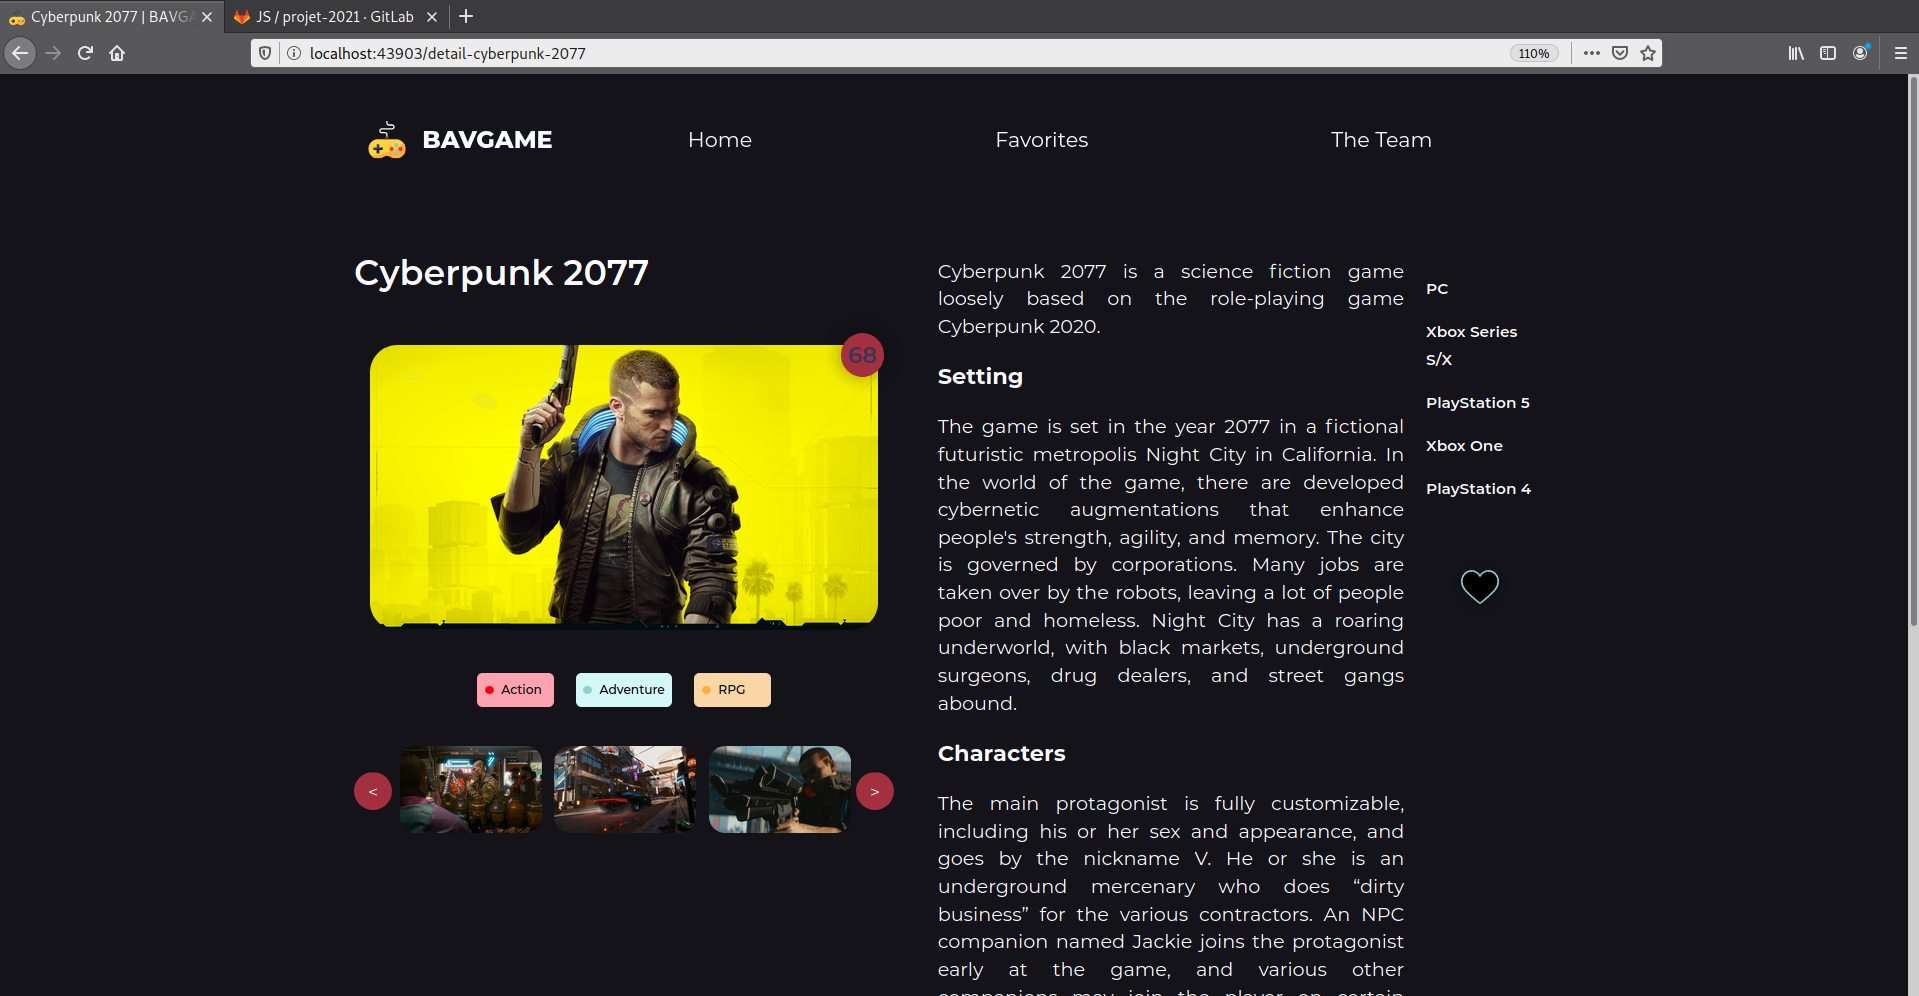 Cyberpunk 2077 | BAVGA
JS / projet-2021 · GitLab
localhost:43903/detail-cyberpunk-2077
110%
BAVGAME
Home
Favorites
The Team
Cyberpunk 2077
68
Action
Adventure
RPG
<
>
Cyberpunk 2077 is a science fiction game
loosely based on the role-playing game
Cyberpunk 2020.
Setting
The game is set in the year 2077 in a fictional
futuristic metropolis Night City in California. In
the world of the game, there are developed
cybernetic augmentations that enhance
people's strength, agility, and memory. The city
is governed by corporations. Many jobs are
taken over by the robots, leaving a lot of people
poor and homeless. Night City has a roaring
underworld, with black markets, underground
surgeons, drug dealers, and street gangs
abound.
Characters
The main protagonist is fully customizable,
including his or her sex and appearance, and
goes by the nickname V. He or she is an
underground mercenary who does “dirty
business” for the various contractors. An NPC
companion named Jackie joins the protagonist
early at the game, and various other
companions may join the player on certain
PC
Xbox Series
S/X
PlayStation 5
Xbox One
PlayStation 4